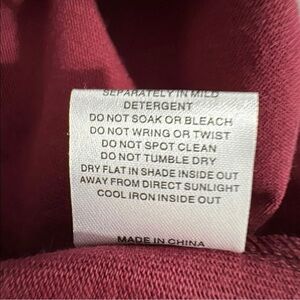 SEPARATELY IN MILD
DETERGENT
DO NOT SOAK OR BLEACH
DO NOT WRING OR TWIST
DO NOT SPOT CLEAN
DO NOT TUMBLE DRY
DRY FLAT IN SHADE INSIDE OUT
AWAY FROM DIRECT SUNLIGHT
COOL IRON INSIDE OUT
MADE IN CHINA